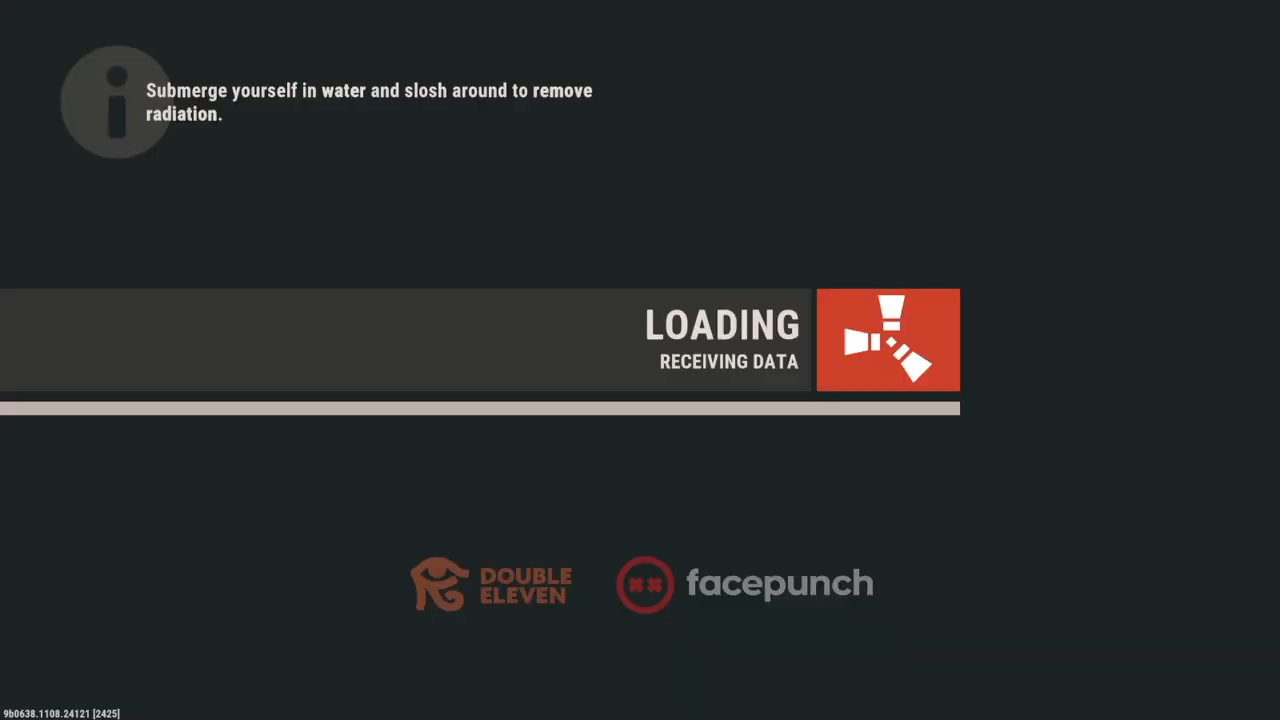 Submerge yourself in water and slosh around to remove
radiation.
LOADING
RECEIVING DATA
DOUBLE
ELEVEN
facepunch
9b0638.1108.24121 [2425]